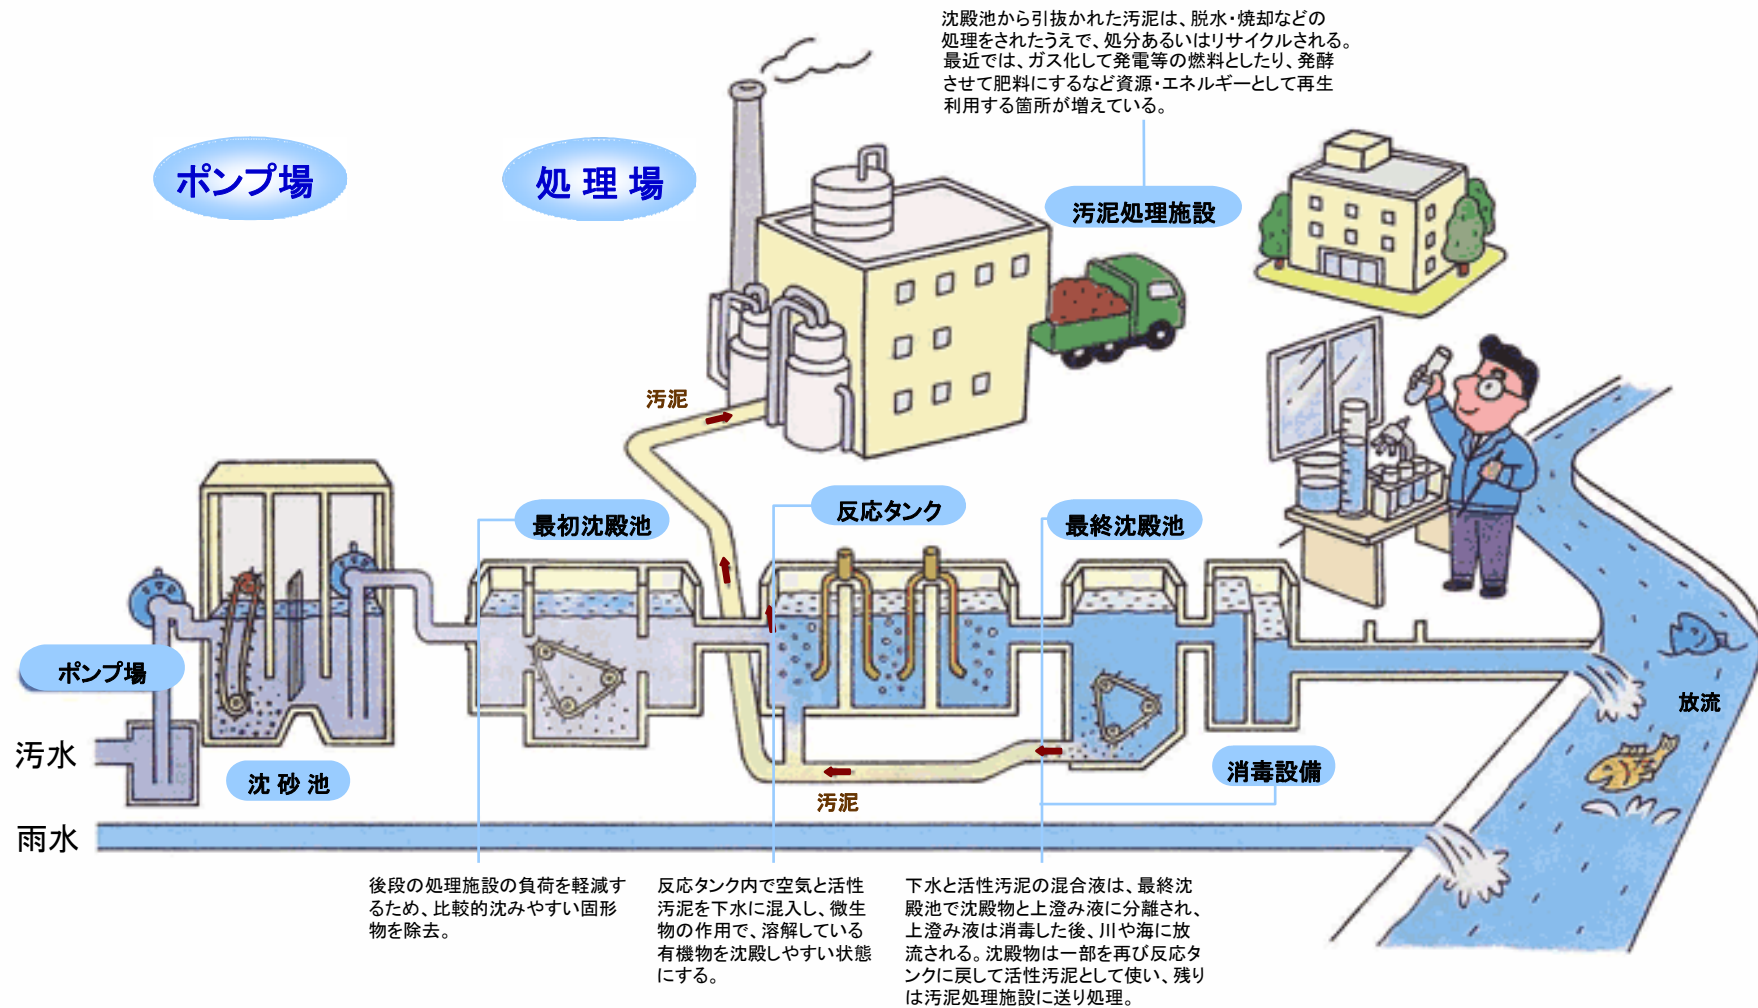 沈殿池から引抜かれた汚泥は、脱水・焼却などの
処理をされたうえで、処分あるいはリサイクルされる。
最近では、ガス化して発電等の燃料としたり、発酵
させて肥料にするなど資源・エネルギーとして再生
利用する箇所が増えている。
ポンプ場
処理場
汚泥処理施設
汚泥
最初沈殿池
反応タンク
最終沈殿池
ポンプ場
放流
汚水
沈砂池
消毒設備
汚泥
雨水
後段の処理施設の負荷を軽減す
るため、比較的沈みやすい固形
物を除去。
反応タンク内で空気と活性
汚泥を下水に混入し、微生
物の作用で、溶解している
有機物を沈殿しやすい状態
にする。
下水と活性汚泥の混合液は、最終沈
殿池で沈殿物と上澄み液に分離され、
上澄み液は消毒した後、川や海に放
流される。沈殿物は一部を再び反応タ
ンクに戻して活性汚泥として使い、残り
は汚泥処理施設に送り処理。